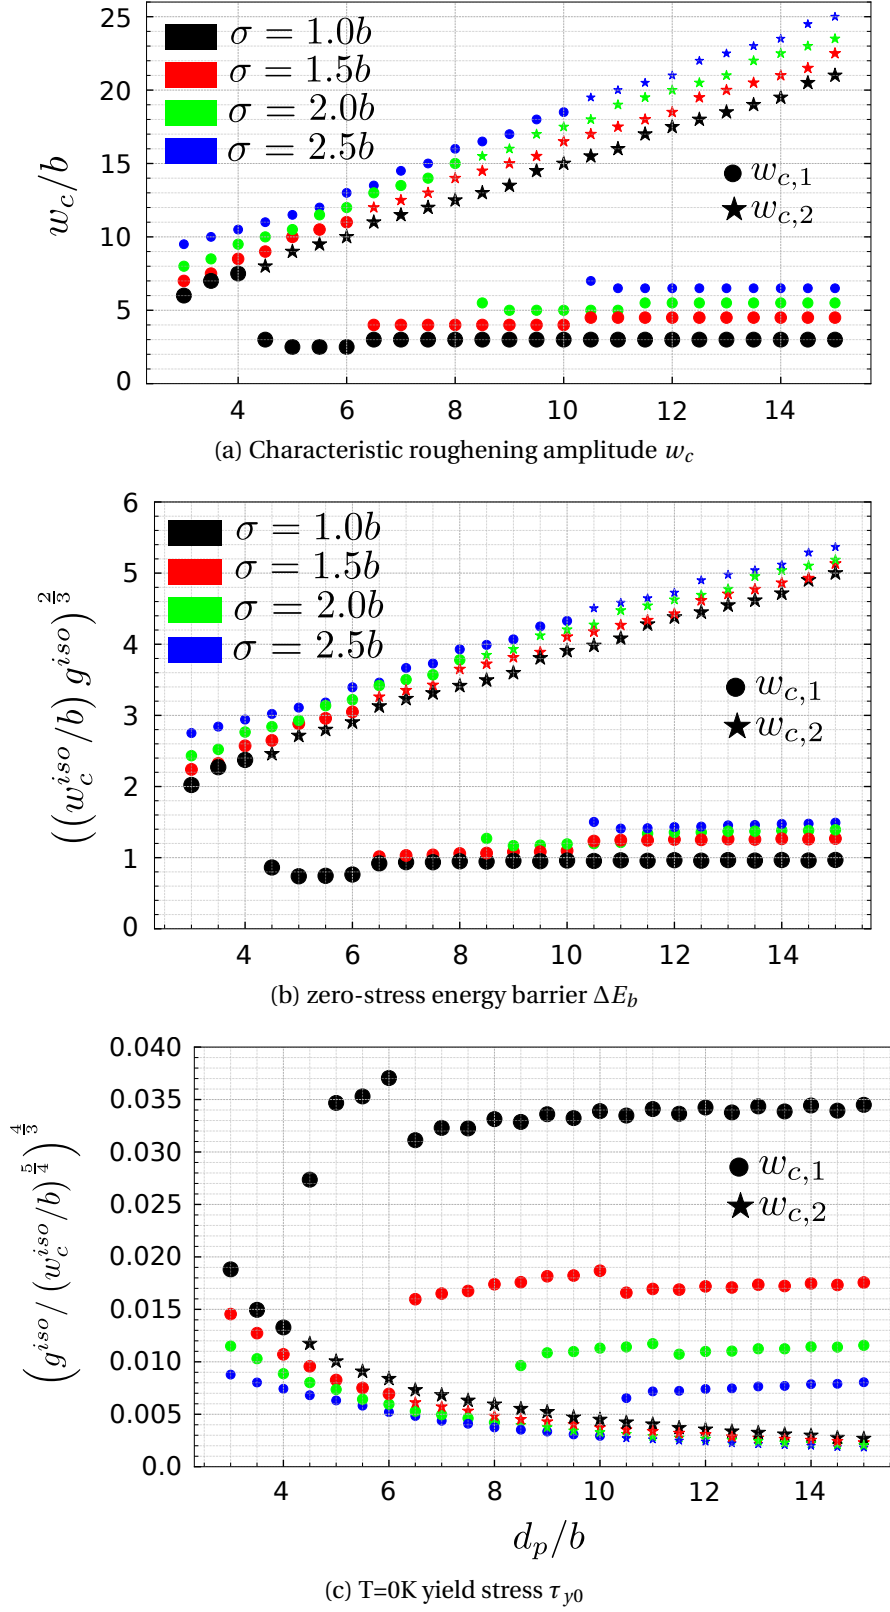 25
20
15
10
5
0
w_c/b
σ = 1.0b
σ = 1.5b
σ = 2.0b
σ = 2.5b
w_{c,1}
w_{c,2}
4 6 8 10 12 14
(a) Characteristic roughening amplitude w_c
6
5
4
3
2
1
0
((w_c^{iso}/b) g^{iso})^{2/3}
σ = 1.0b
σ = 1.5b
σ = 2.0b
σ = 2.5b
w_{c,1}
w_{c,2}
4 6 8 10 12 14
(b) zero-stress energy barrier ΔE_b
0.040
0.035
0.030
0.025
0.020
0.015
0.010
0.005
0.0
(g^{iso}/(w_c^{iso}/b)^{5/4})^{4/3}
w_{c,1}
w_{c,2}
4 6 8 10 12 14
d_p/b
(c) T=0K yield stress τ_{y0}